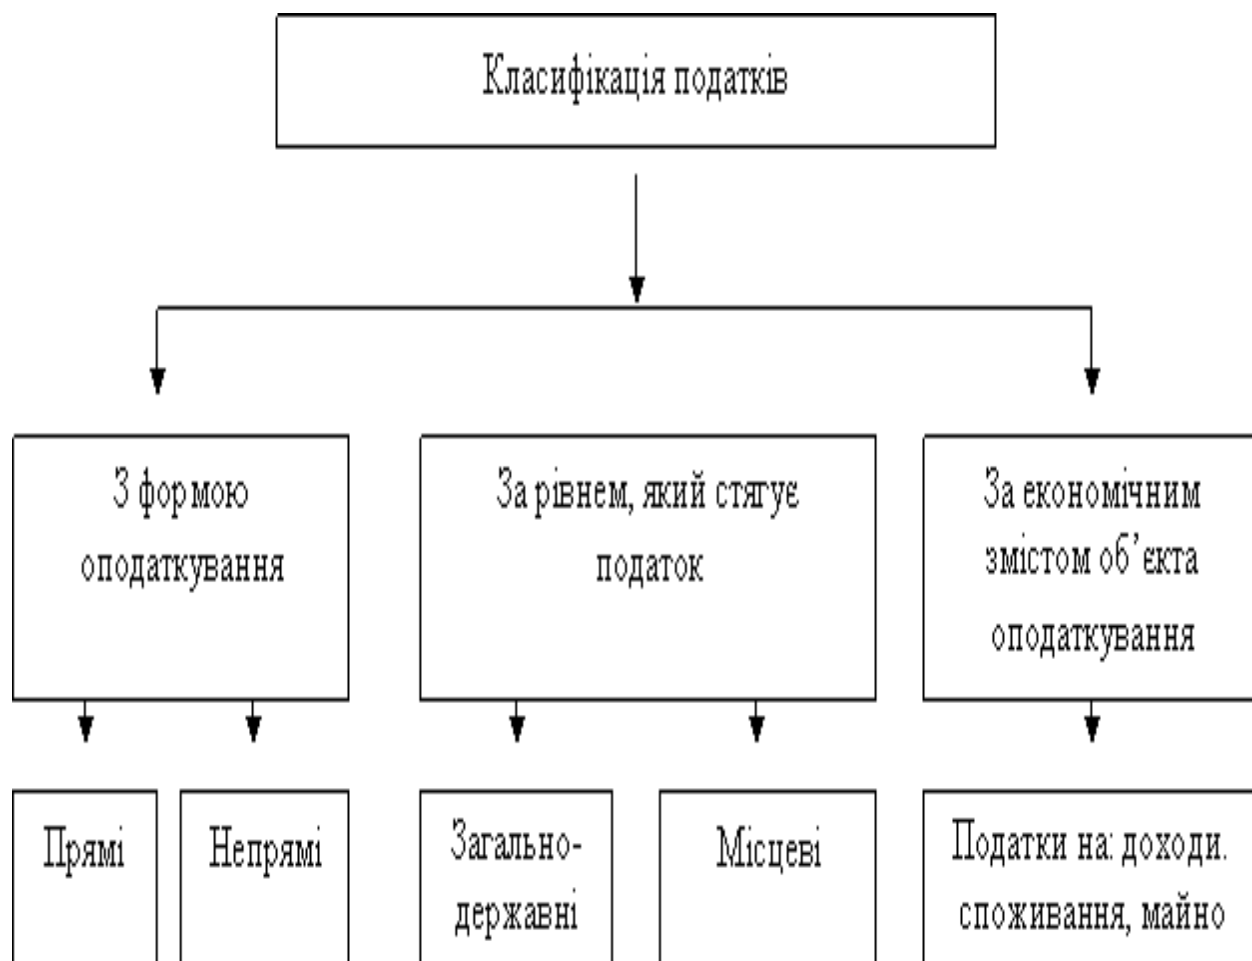 Класифікація податків
З формою
оподаткування
За рівнем, який стягує
податок
За економічним
змістом об’єкта
оподаткування
Прямі
Непрямі
Загально-
державні
Місцеві
Податки на: доходи.
споживання, майно